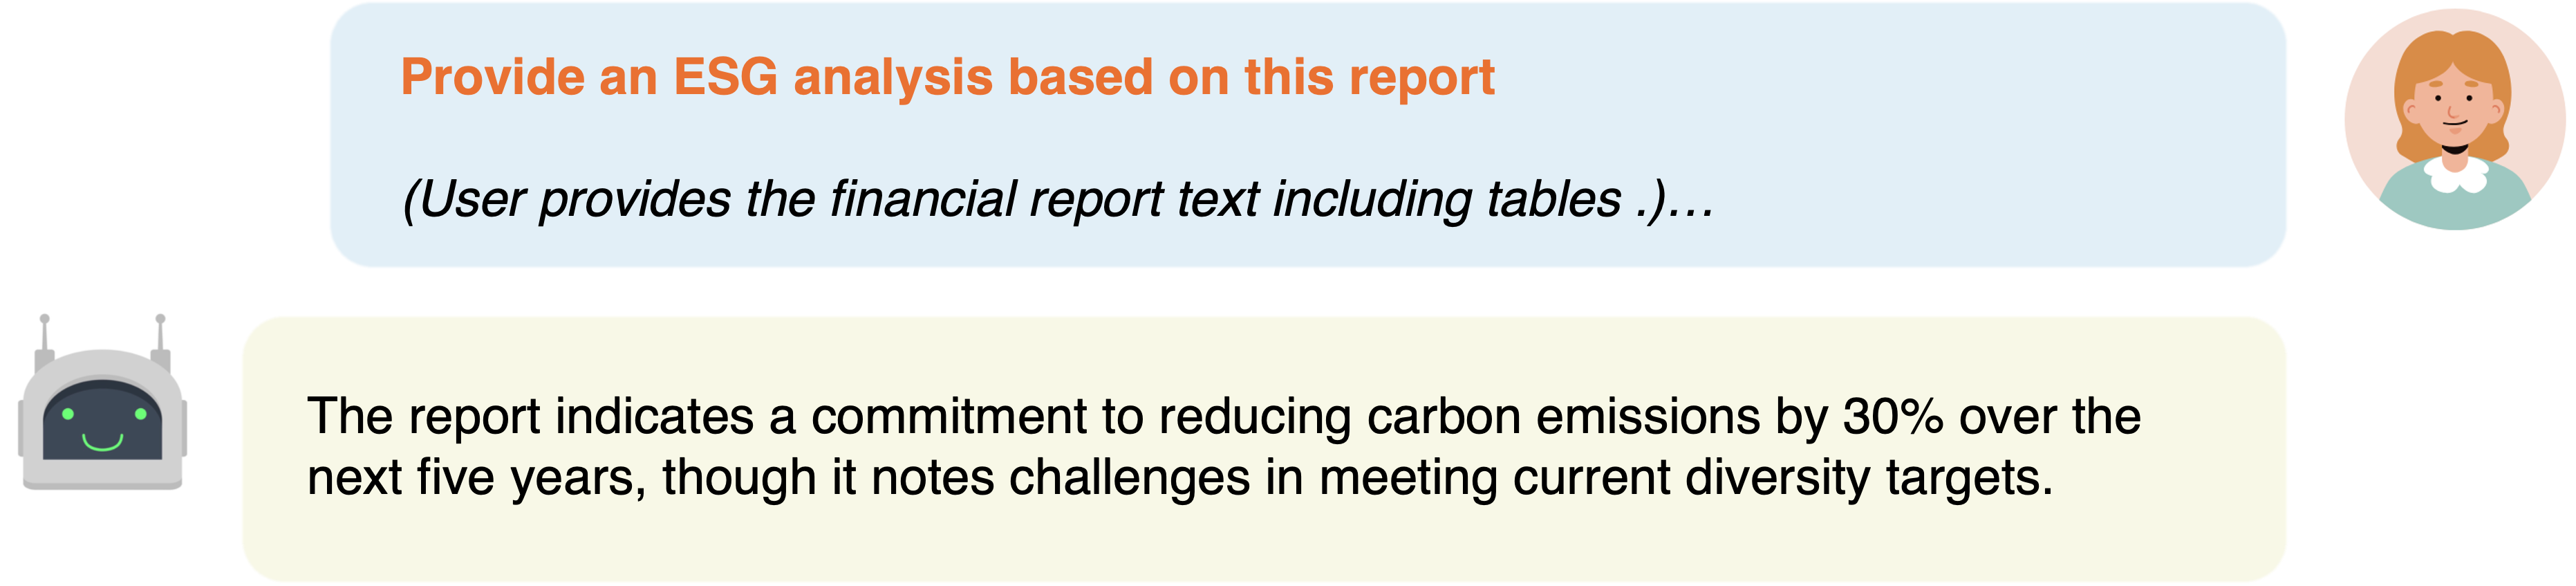 Provide an ESG analysis based on this report
(User provides the financial report text including tables .)…
The report indicates a commitment to reducing carbon emissions by 30% over the
next five years, though it notes challenges in meeting current diversity targets.